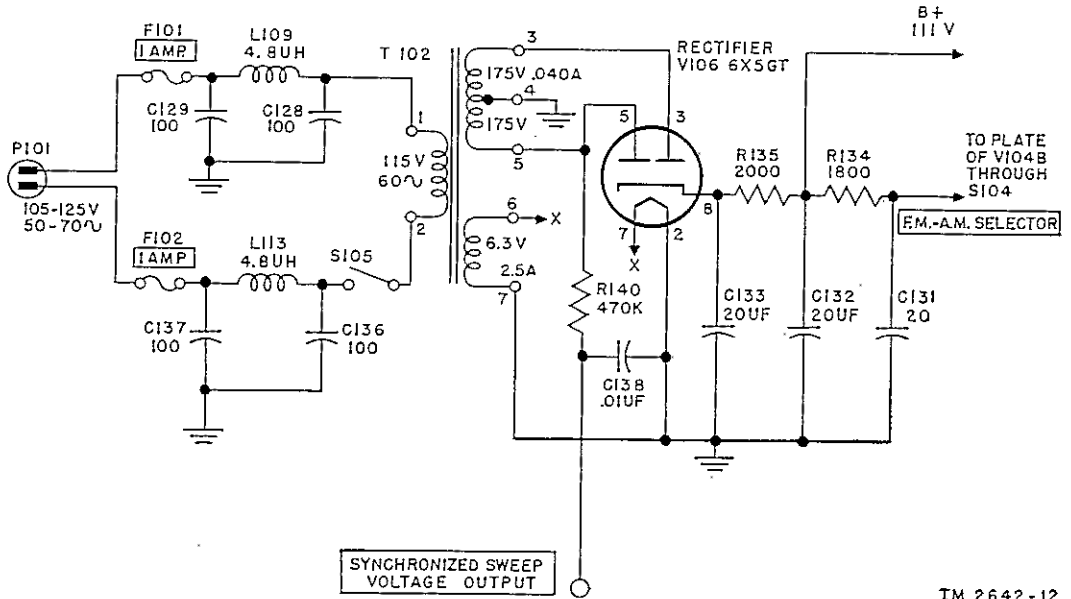 F101
1 AMP.
L109
4.8UH
C129
100
C128
100
P101
105-125V
50-70∿
F102
1 AMP.
L113
4.8UH
S105
C137
100
C136
100
T 102
1
115V
60∿
2
3
175V .040A
4
175V
5
6
X
6.3V
2.5A
7
RECTIFIER
V106 6X5GT
5
3
8
7
2
X
R140
470K
C138
.01UF
R135
2000
R134
1800
B+
111 V
TO PLATE
OF V104B
THROUGH
S104
F.M.-A.M. SELECTOR
C133
20UF
C132
20UF
C131
20
SYNCHRONIZED SWEEP
VOLTAGE OUTPUT
TM 2642-12